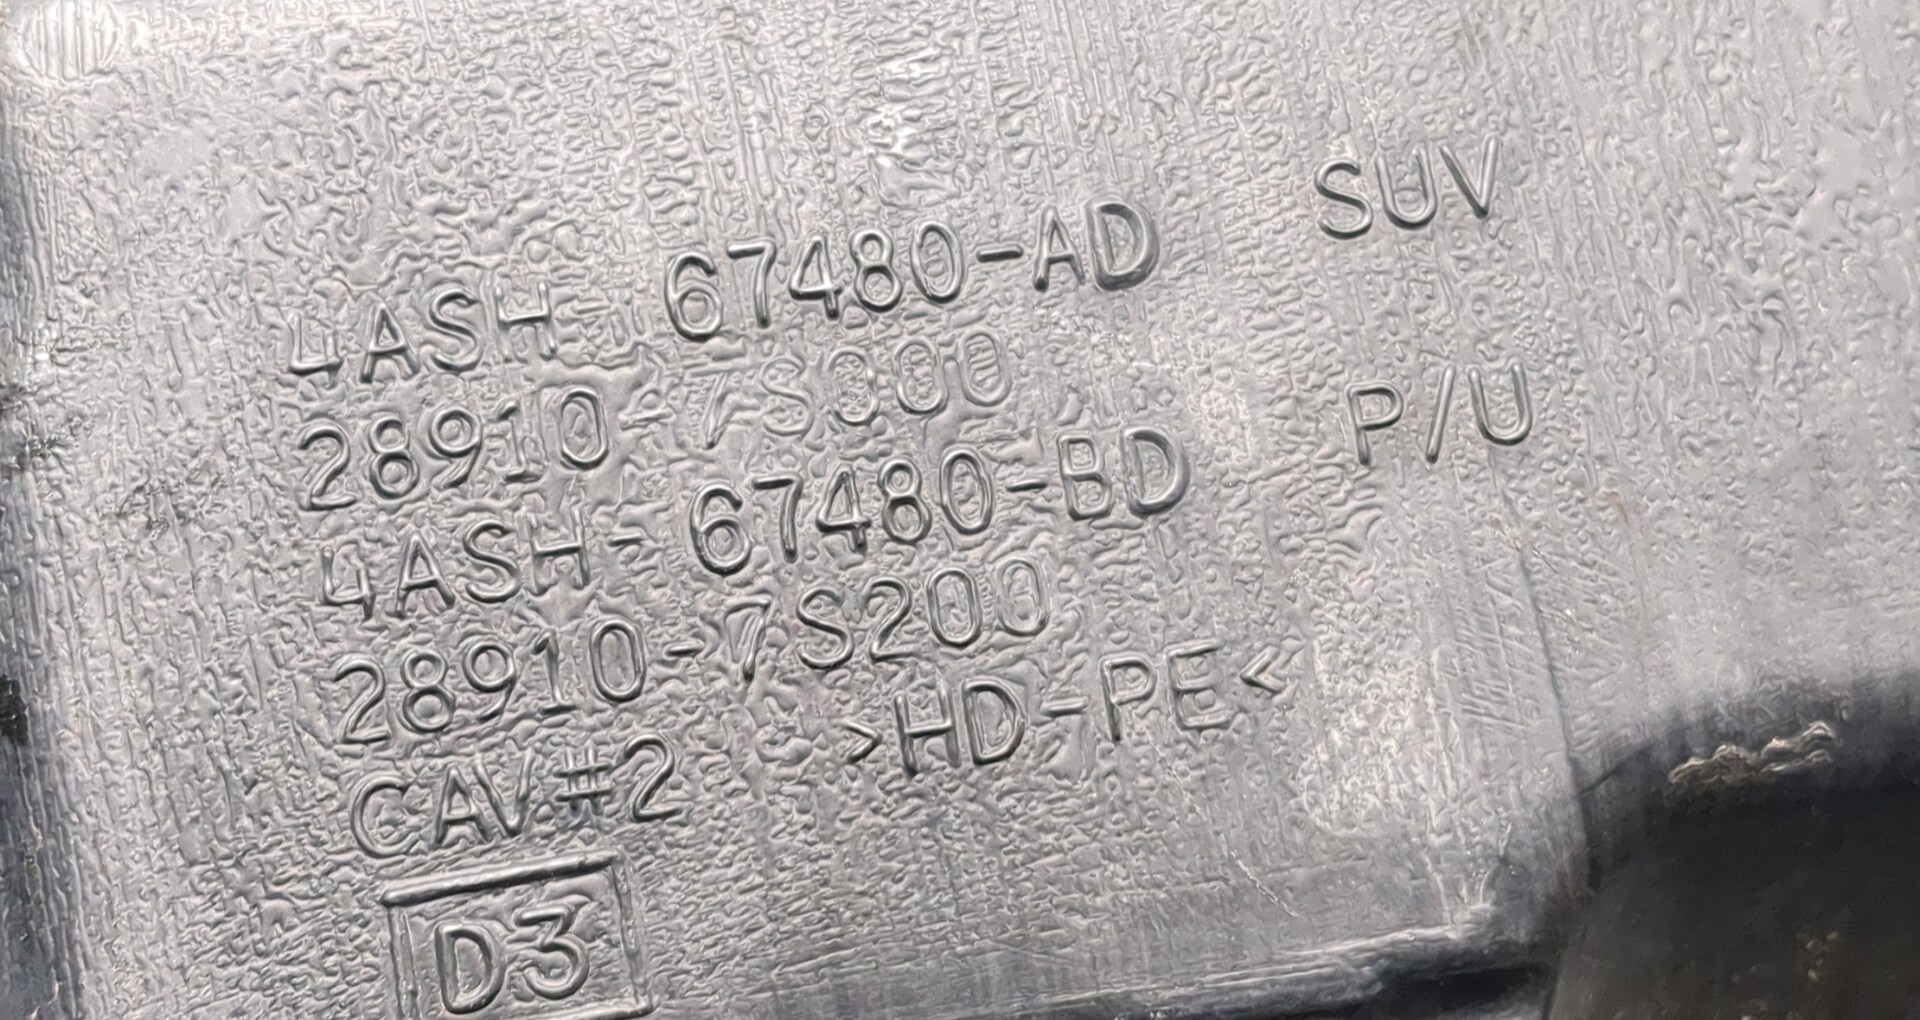 4ASH-67480-AD SUV
28910-7S000
4ASH-67480-BD P/U
28910-7S200
CAV#2 >HD-PE<
D3